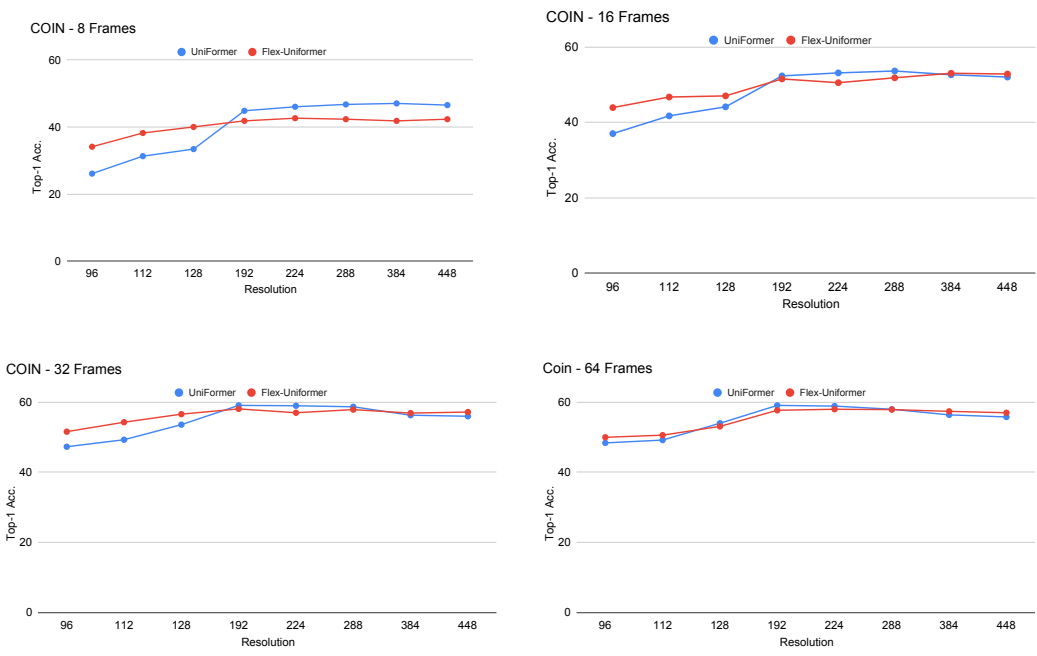 COIN - 8 Frames
UniFormer Flex-Uniformer
60
40
20
0
Top-1 Acc.
96 112 128 192 224 288 384 448
Resolution
COIN - 16 Frames
UniFormer Flex-Uniformer
60
40
20
0
Top-1 Acc.
96 112 128 192 224 288 384 448
Resolution
COIN - 32 Frames
UniFormer Flex-Uniformer
60
40
20
0
Top-1 Acc.
96 112 128 192 224 288 384 448
Resolution
Coin - 64 Frames
UniFormer Flex-Uniformer
60
40
20
0
Top-1 Acc.
96 112 128 192 224 288 384 448
Resolution